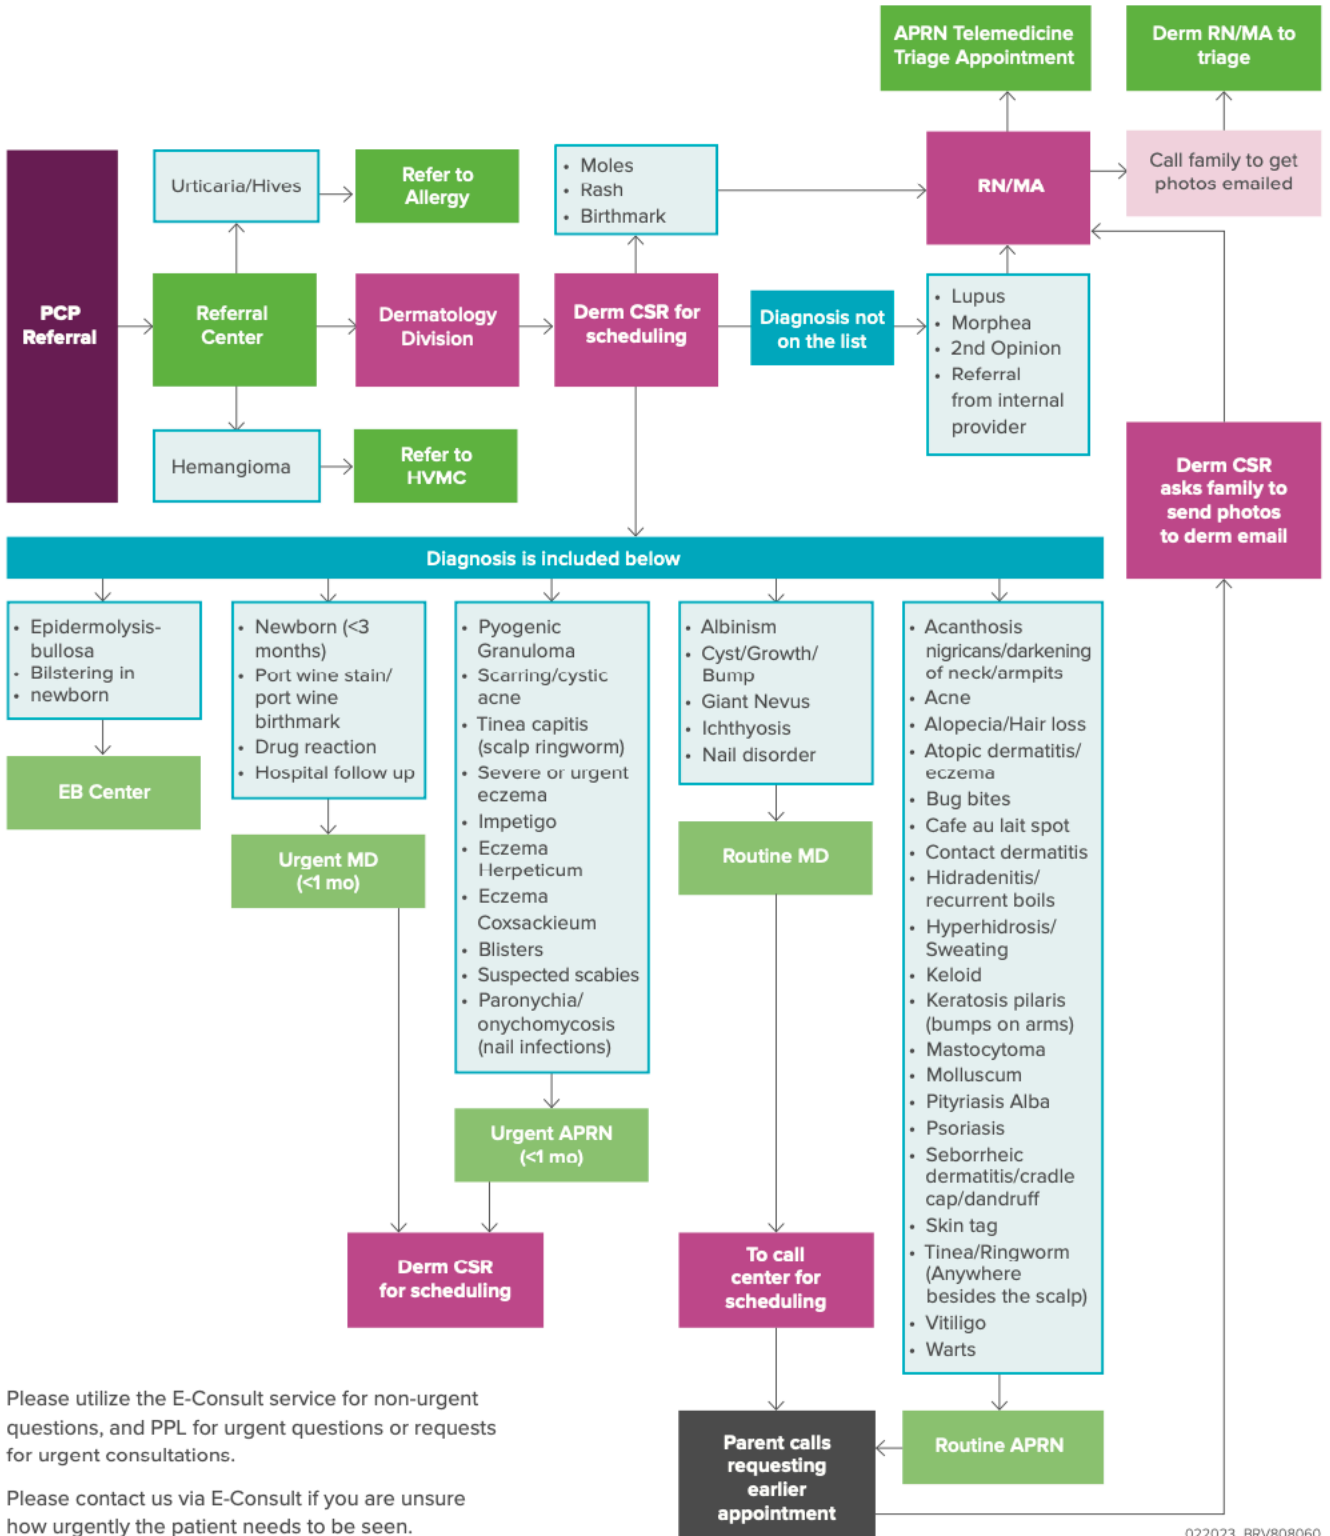 APRN Telemedicine
Triage Appointment
Derm RN/MA to
triage
Urticaria/Hives
Refer to
Allergy
• Moles
• Rash
• Birthmark
RN/MA
Call family to get
photos emailed
PCP
Referral
Referral
Center
Dermatology
Division
Derm CSR for
scheduling
Diagnosis not
on the list
• Lupus
• Morphea
• 2nd Opinion
• Referral
from internal
provider
Hemangioma
Refer to
HVMC
Derm CSR
asks family to
send photos
to derm email
Diagnosis is included below
• Epidermolysis-
bullosa
• Bilstering in
• newborn
EB Center
• Newborn (<3
months)
• Port wine stain/
port wine
birthmark
• Drug reaction
• Hospital follow up
Urgent MD
(<1 mo)
• Pyogenic
Granuloma
• Scarring/cystic
acne
• Tinea capitis
(scalp ringworm)
• Severe or urgent
eczema
• Impetigo
• Eczema
Herpeticum
• Eczema
Coxsackieum
• Blisters
• Suspected scabies
• Paronychia/
onychomycosis
(nail infections)
Urgent APRN
(<1 mo)
Derm CSR
for scheduling
• Albinism
• Cyst/Growth/
Bump
• Giant Nevus
• Ichthyosis
• Nail disorder
Routine MD
To call
center for
scheduling
Parent calls
requesting
earlier
appointment
• Acanthosis
nigricans/darkening
of neck/armpits
• Acne
• Alopecia/Hair loss
• Atopic dermatitis/
eczema
• Bug bites
• Cafe au lait spot
• Contact dermatitis
• Hidradenitis/
recurrent boils
• Hyperhidrosis/
Sweating
• Keloid
• Keratosis pilaris
(bumps on arms)
• Mastocytoma
• Molluscum
• Pityriasis Alba
• Psoriasis
• Seborrheic
dermatitis/cradle
cap/dandruff
• Skin tag
• Tinea/Ringworm
(Anywhere
besides the scalp)
• Vitiligo
• Warts
Routine APRN
Please utilize the E-Consult service for non-urgent
questions, and PPL for urgent questions or requests
for urgent consultations.
Please contact us via E-Consult if you are unsure
how urgently the patient needs to be seen.
022023_BRV808060